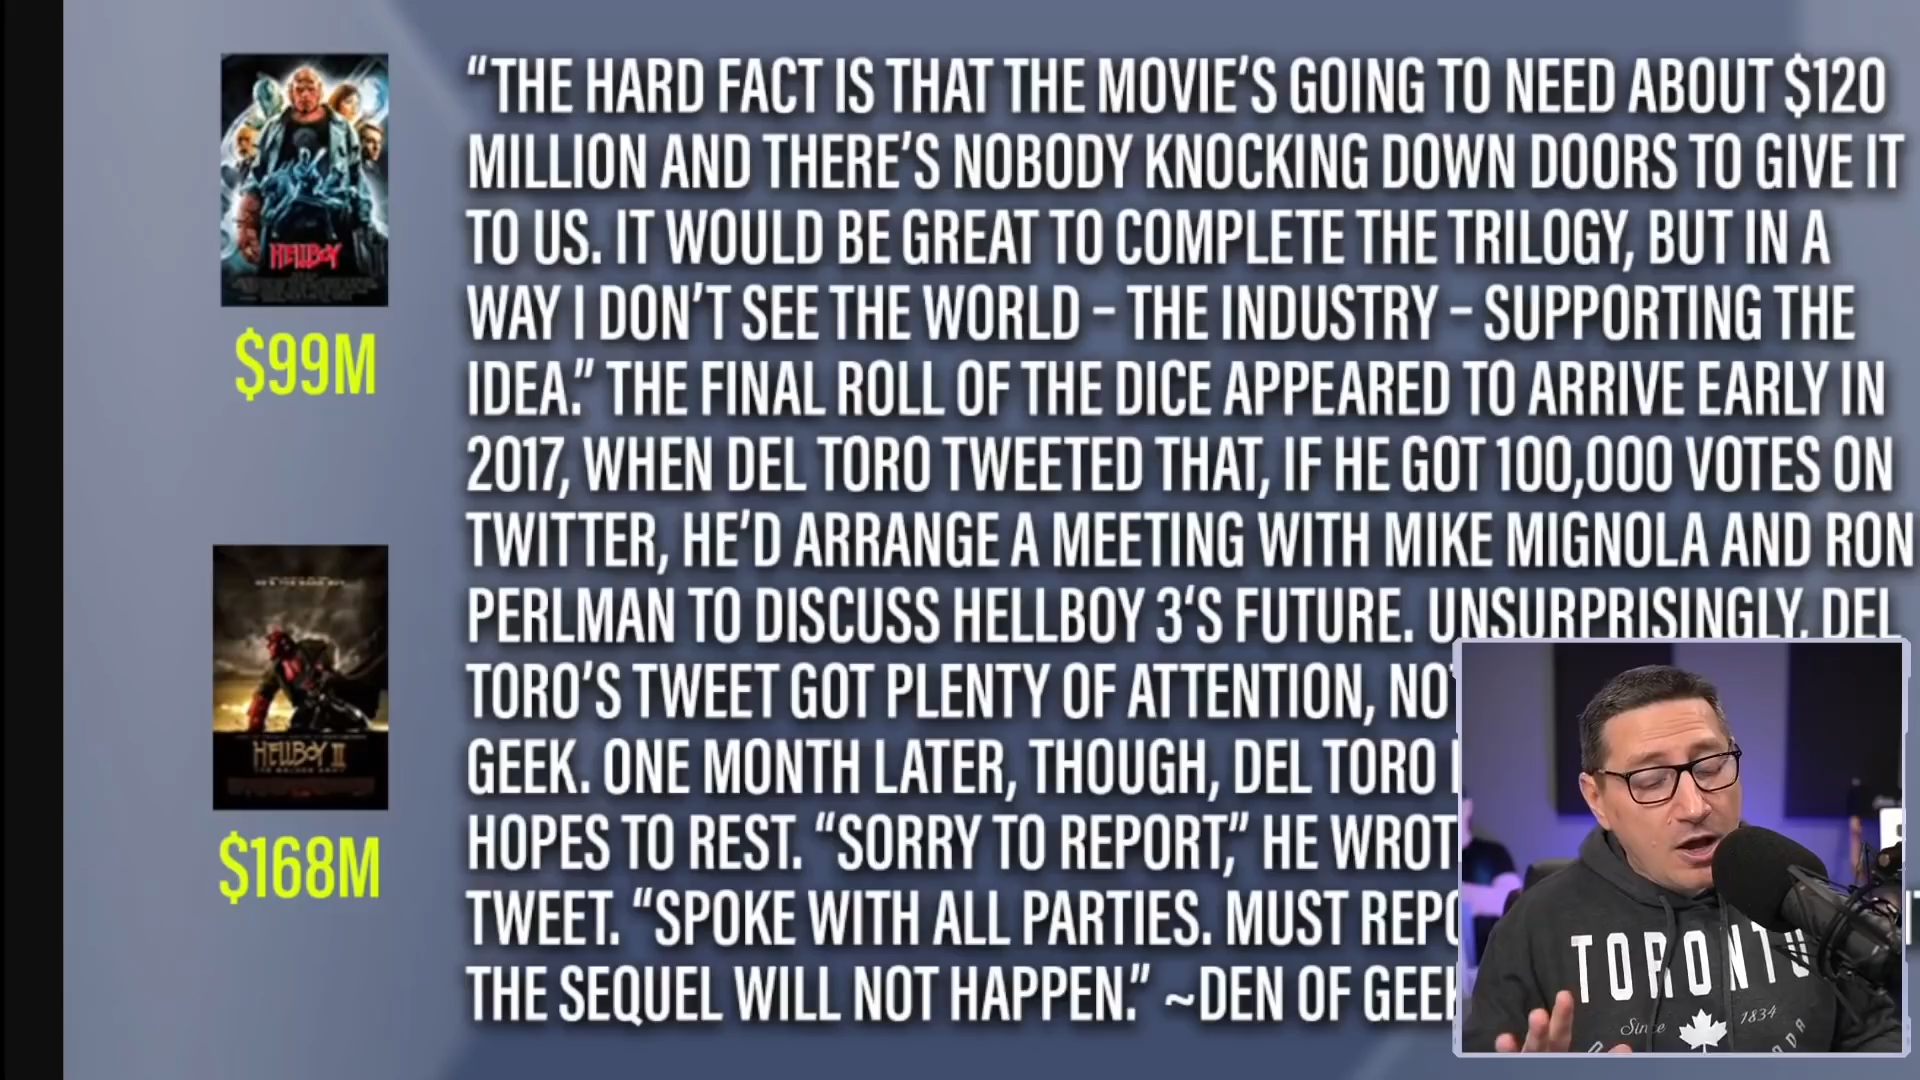 “THE HARD FACT IS THAT THE MOVIE’S GOING TO NEED ABOUT $120
MILLION AND THERE’S NOBODY KNOCKING DOWN DOORS TO GIVE IT
TO US. IT WOULD BE GREAT TO COMPLETE THE TRILOGY, BUT IN A
WAY I DON’T SEE THE WORLD – THE INDUSTRY – SUPPORTING THE
IDEA.” THE FINAL ROLL OF THE DICE APPEARED TO ARRIVE EARLY IN
2017, WHEN DEL TORO TWEETED THAT, IF HE GOT 100,000 VOTES ON
TWITTER, HE’D ARRANGE A MEETING WITH MIKE MIGNOLA AND RON
PERLMAN TO DISCUSS HELLBOY 3‘S FUTURE. UNSURPRISINGLY, DEL
TORO’S TWEET GOT PLENTY OF ATTENTION,
GEEK. ONE MONTH LATER, THOUGH, DEL TORO
HOPES TO REST. “SORRY TO REPORT,” HE
TWEET. “SPOKE WITH ALL PARTIES. MUST
THE SEQUEL WILL NOT HAPPEN.” ~DEN OF GEEK
HELLBOY
$99M
HELLBOY II
$168M
TORONTO
Since 1834